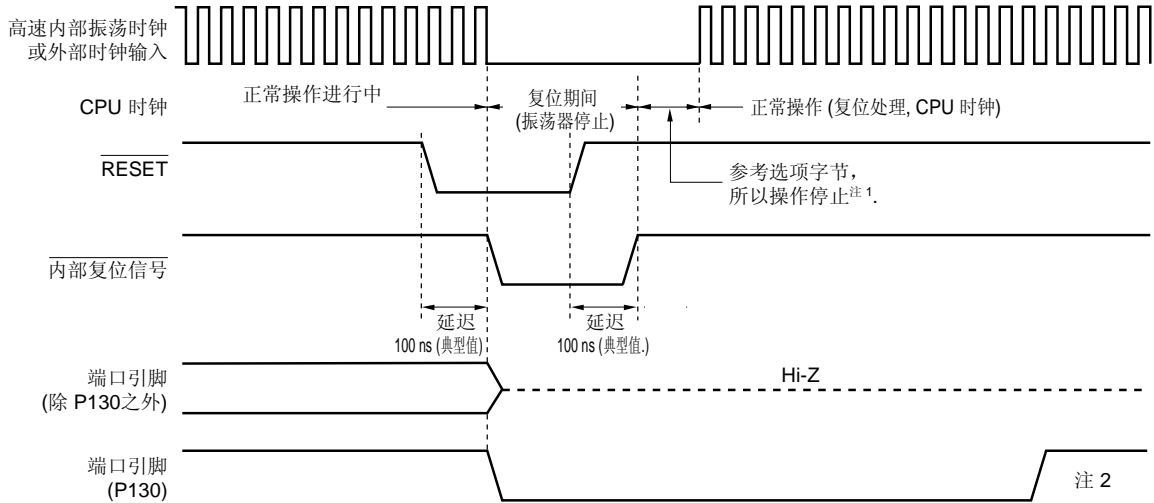 高速内部振荡时钟
或外部时钟输入
CPU 时钟
正常操作进行中
复位期间
(振荡器停止)
正常操作 (复位处理, CPU 时钟)
RESET
参考选项字节，
所以操作停止注 1.
内部复位信号
延迟
100 ns (典型值)
延迟
100 ns (典型值.)
端口引脚
(除 P130之外)
Hi-Z
端口引脚
(P130)
注 2